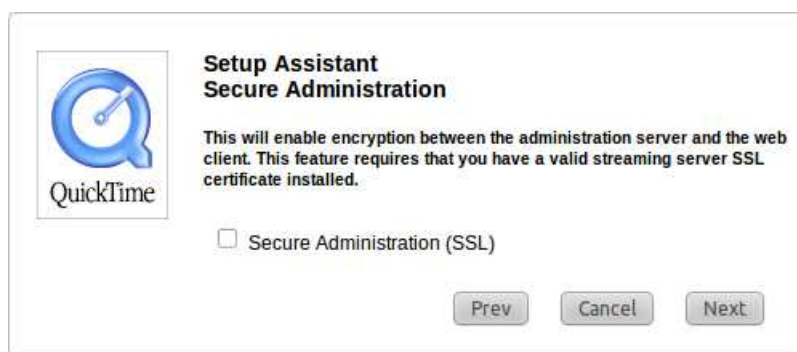 Setup Assistant
Secure Administration
This will enable encryption between the administration server and the web
client. This feature requires that you have a valid streaming server SSL
certificate installed.
QuickTime
Secure Administration (SSL)
Prev Cancel Next